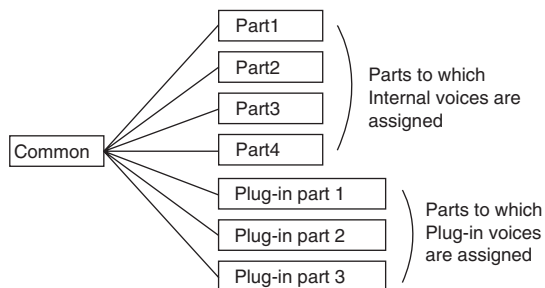 Common
Part1
Part2
Part3
Part4
Parts to which
Internal voices are
assigned
Plug-in part 1
Plug-in part 2
Plug-in part 3
Parts to which
Plug-in voices
are assigned